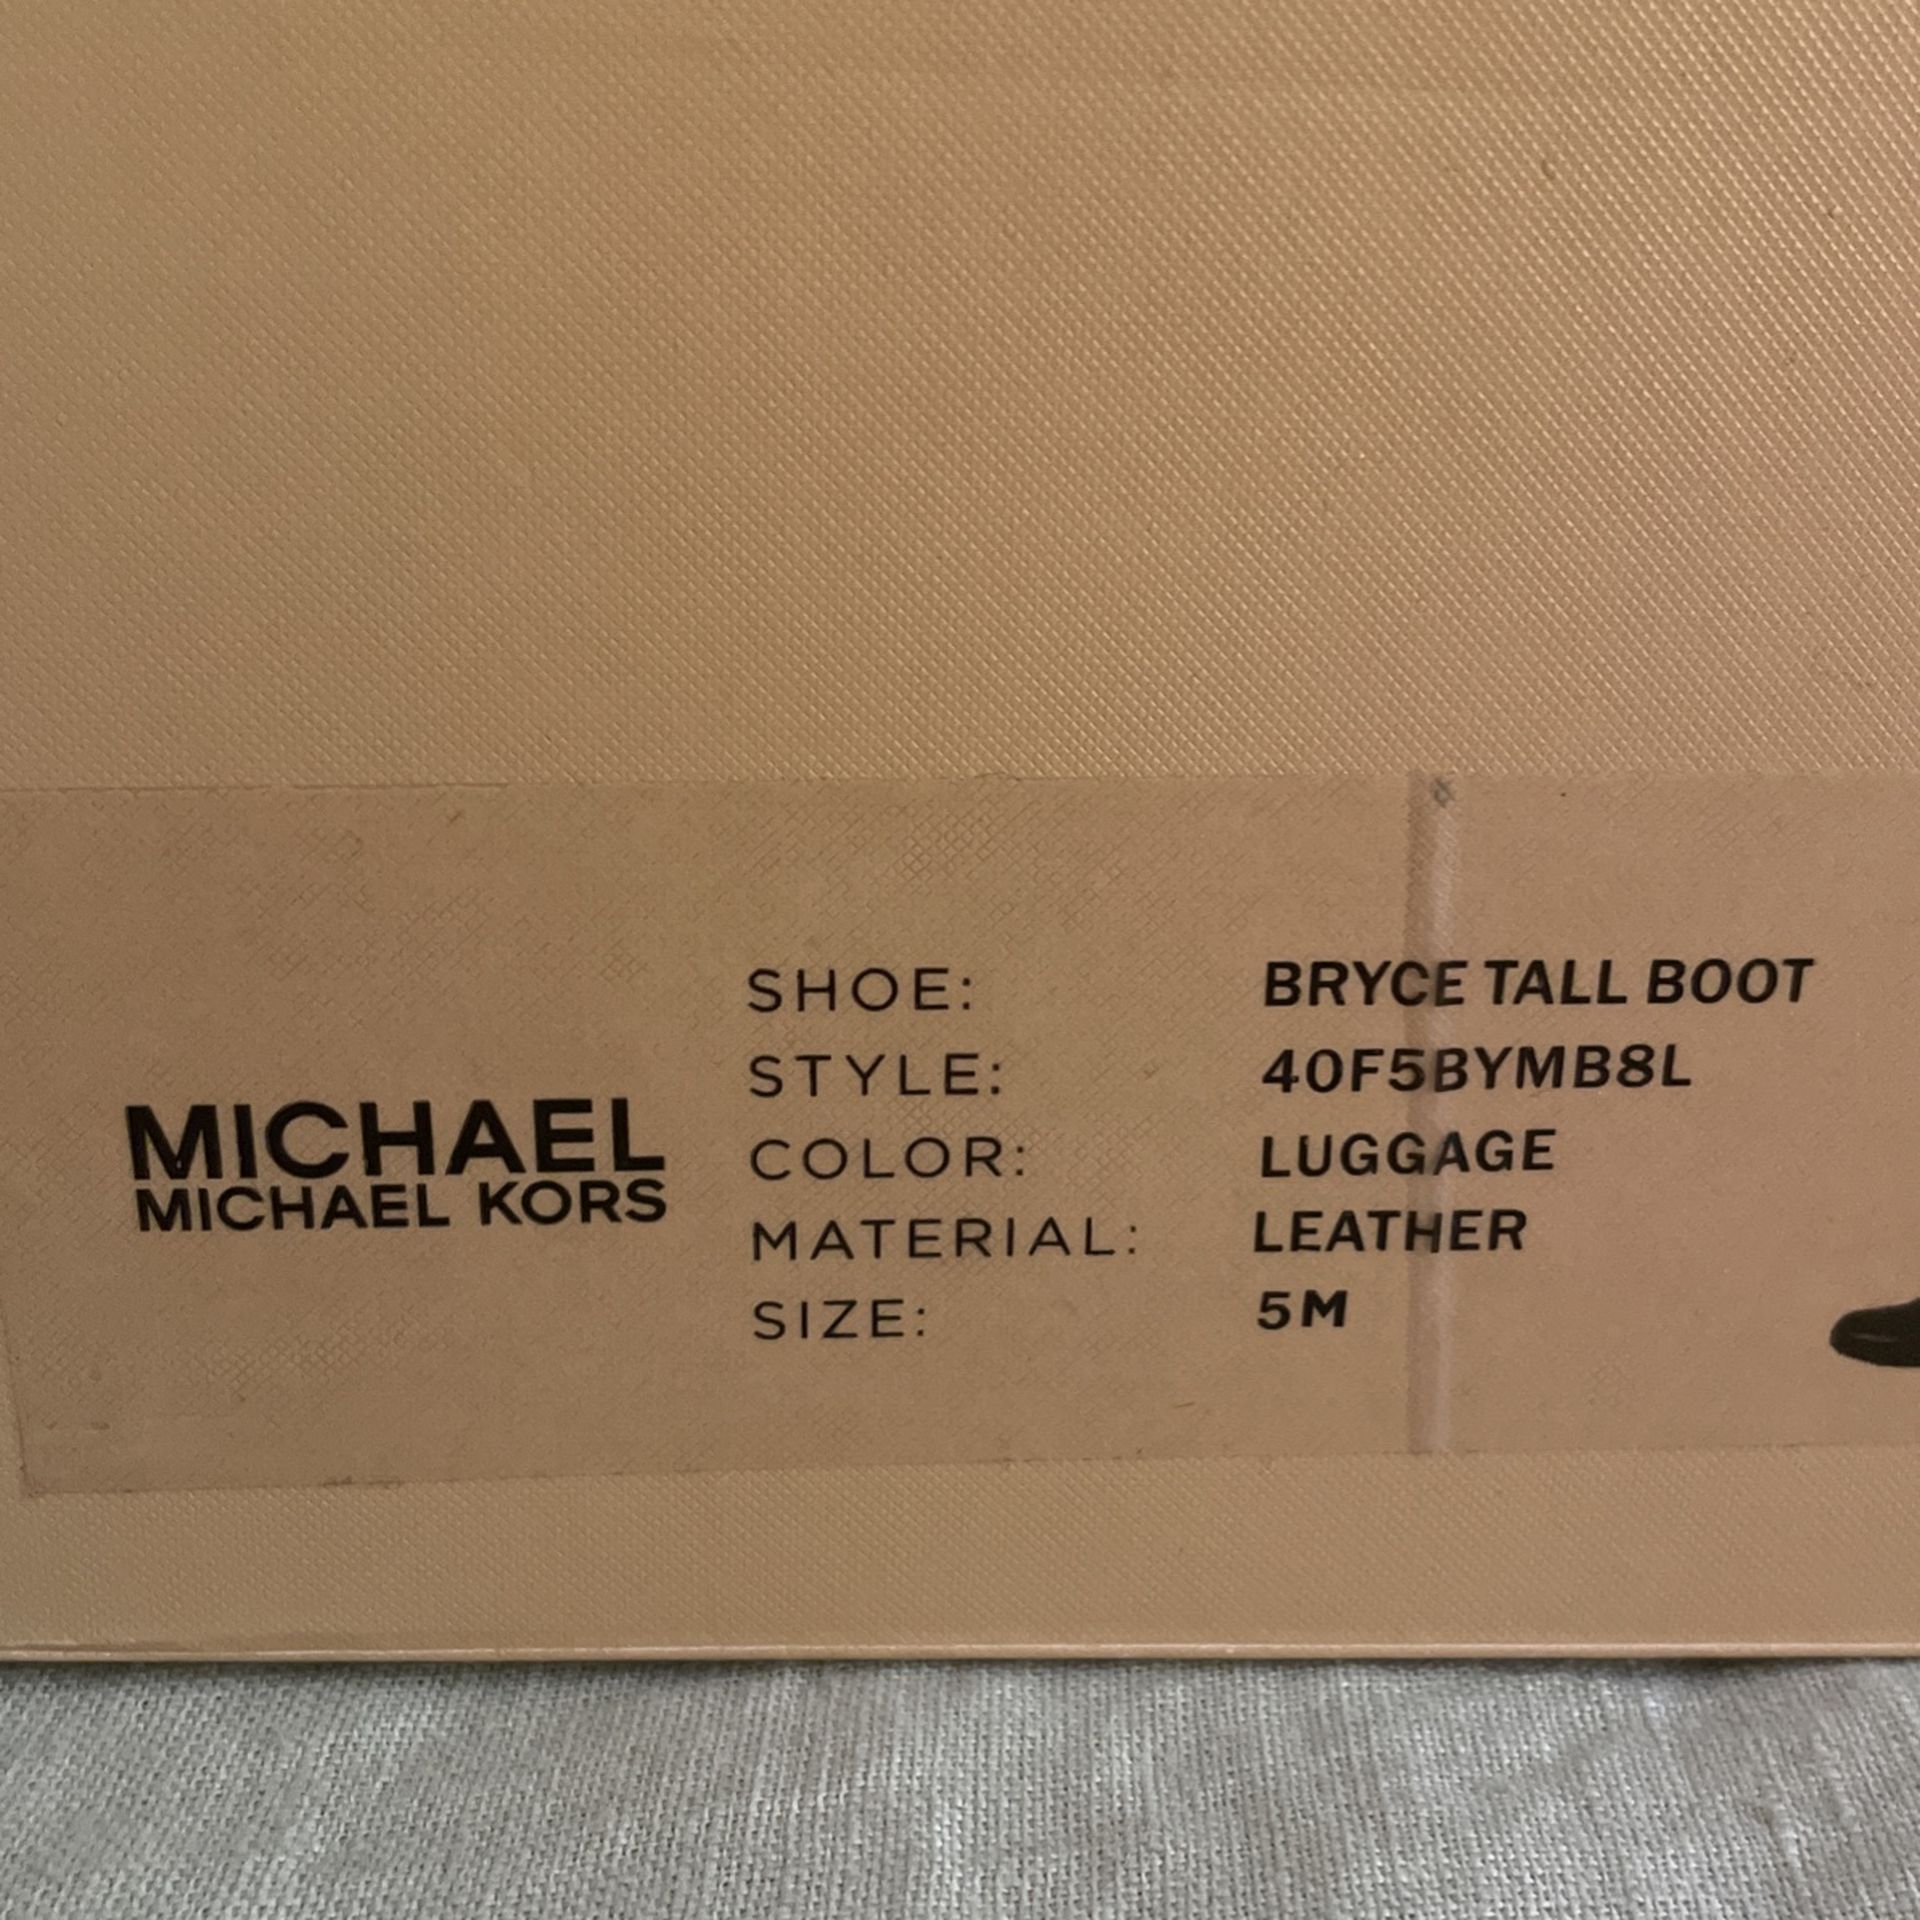 MICHAEL
MICHAEL KORS
SHOE: BRYCE TALL BOOT
STYLE: 40F5BYMB8L
COLOR: LUGGAGE
MATERIAL: LEATHER
SIZE: 5M